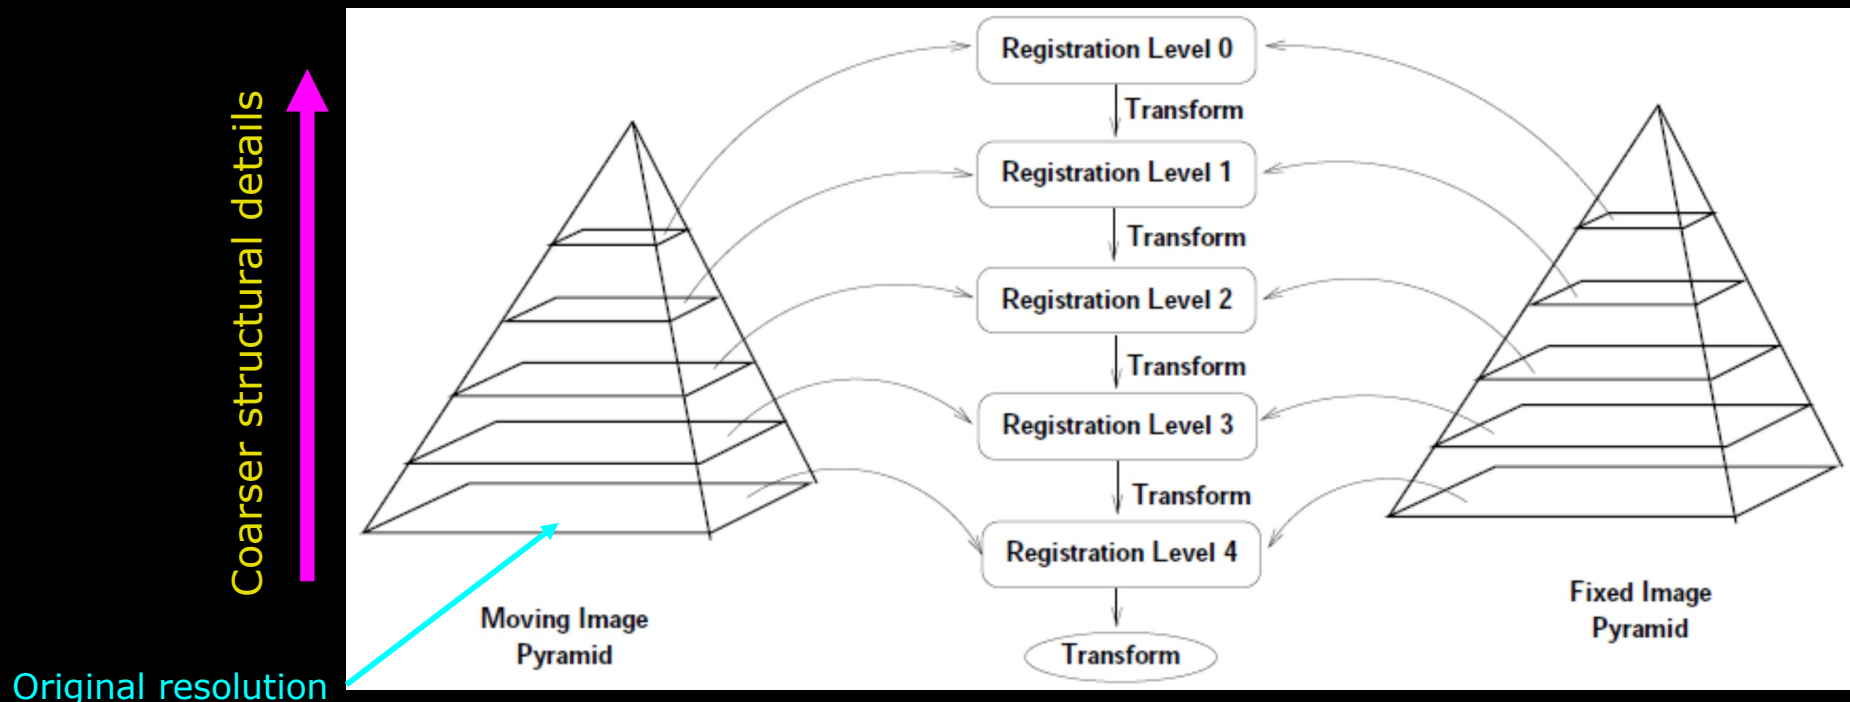 Coarser structural details
Original resolution
Moving Image
Pyramid
Registration Level 0
Transform
Registration Level 1
Transform
Registration Level 2
Transform
Registration Level 3
Transform
Registration Level 4
Transform
Fixed Image
Pyramid